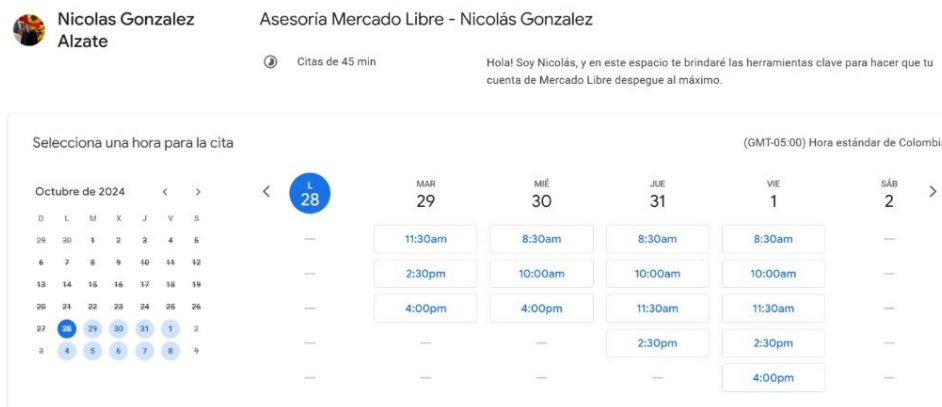 Nicolas Gonzalez
Alzate
Asesoría Mercado Libre - Nicolás Gonzalez
Citas de 45 min
Hola! Soy Nicolás, y en este espacio te brindaré las herramientas clave para hacer que tu
cuenta de Mercado Libre despegue al máximo.
Selecciona una hora para la cita
(GMT-05:00) Hora estándar de Colombia
Octubre de 2024 < >
D L M X J V S
29 30 1 2 3 4 5
6 7 8 9 10 11 12
13 14 15 16 17 18 19
20 21 22 23 24 25 26
27 28 29 30 31 1 2
3 4 5 6 7 8 9
< L MAR MIÉ JUE VIE SÁB >
28 29 30 31 1 2
— 11:30am 8:30am 8:30am 8:30am —
— 2:30pm 10:00am 10:00am 10:00am —
— 4:00pm 4:00pm 11:30am 11:30am —
— — — 2:30pm 2:30pm —
— — — — 4:00pm —